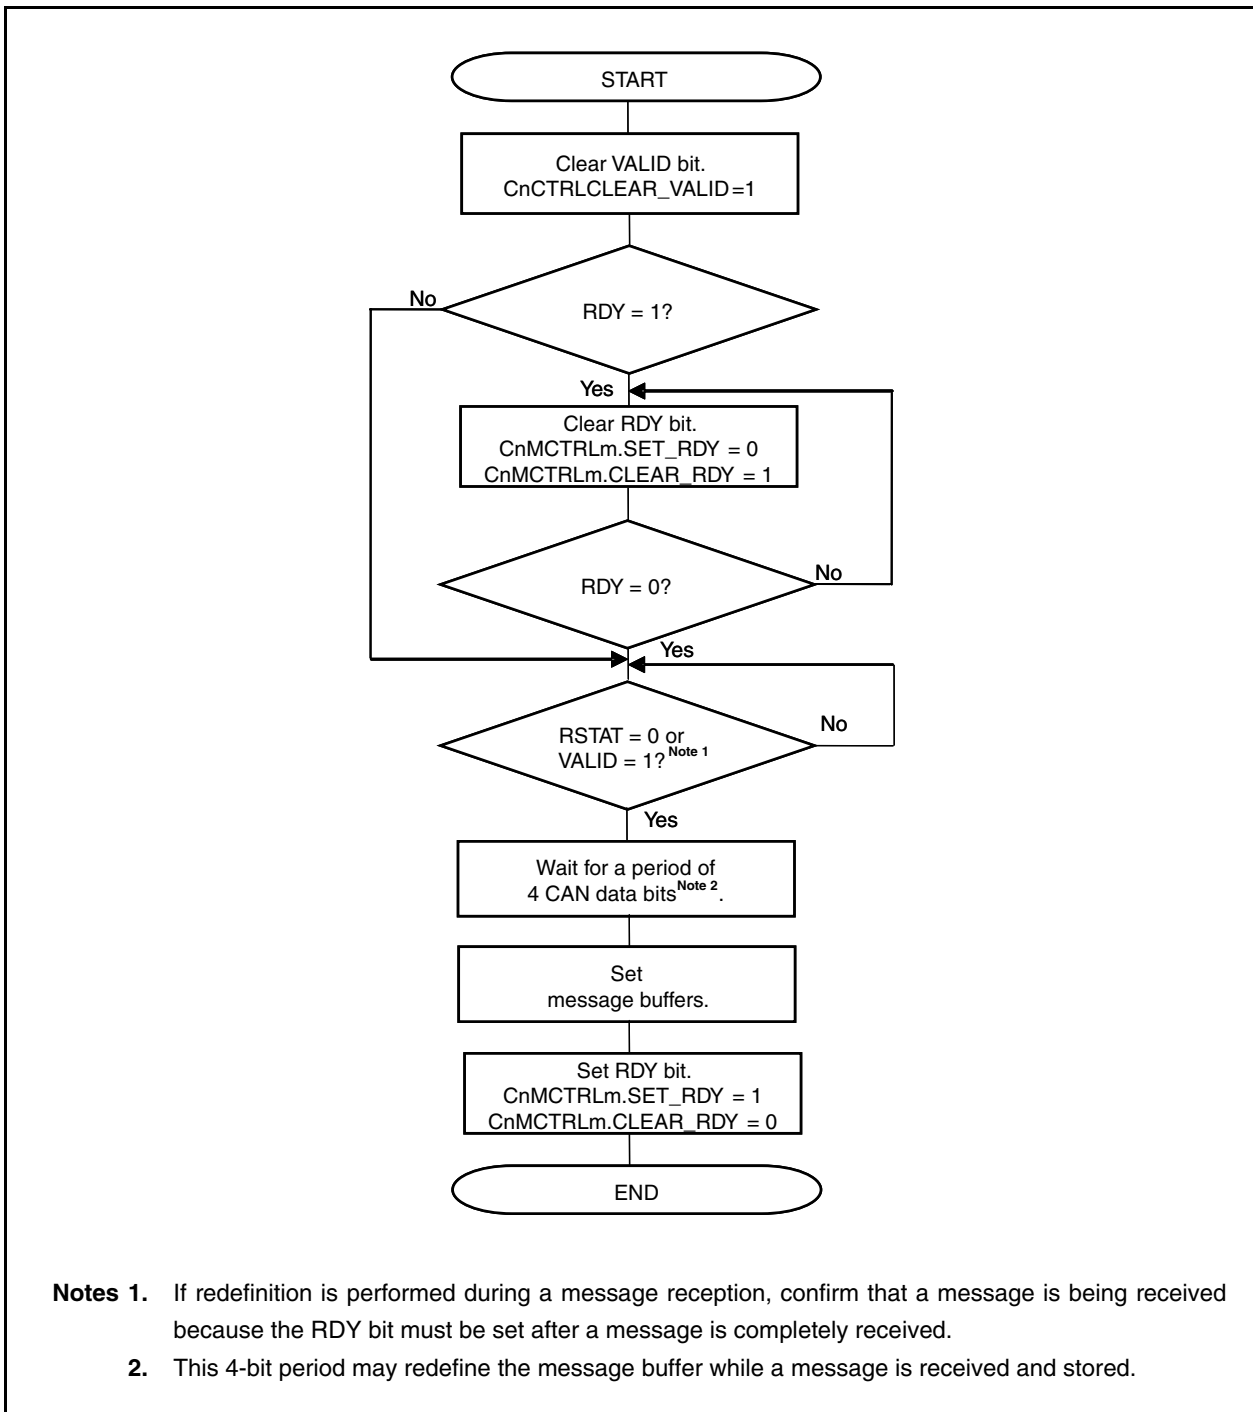 START
Clear VALID bit.
CnCTRLCLEAR_VALID=1
No
RDY = 1?
Yes
Clear RDY bit.
CnMCTRLm.SET_RDY = 0
CnMCTRLm.CLEAR_RDY = 1
RDY = 0?
No
Yes
RSTAT = 0 or
VALID = 1? Note 1
No
Yes
Wait for a period of
4 CAN data bits Note 2.
Set
message buffers.
Set RDY bit.
CnMCTRLm.SET_RDY = 1
CnMCTRLm.CLEAR_RDY = 0
END
Notes 1. If redefinition is performed during a message reception, confirm that a message is being received
because the RDY bit must be set after a message is completely received.
2. This 4-bit period may redefine the message buffer while a message is received and stored.